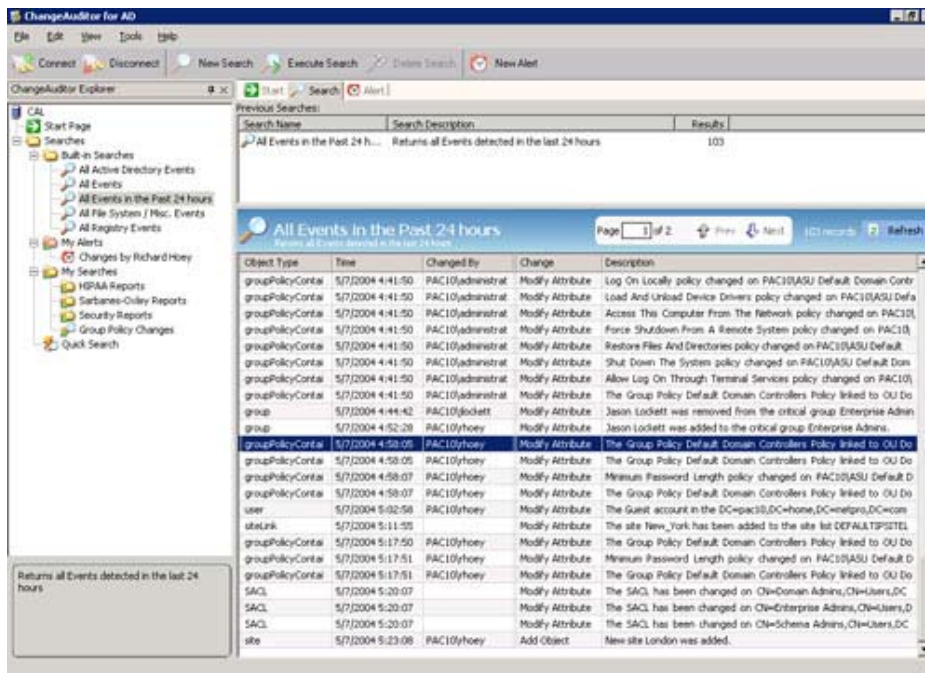 ChangeAuditor for AD
File Edit View Tools Help
Connect Disconnect New Search Execute Search Delete Search New Alert
ChangeAuditor Explorer
CAL
Start Page
Searches
Built-in Searches
All Active Directory Events
All Events
All Events in the Past 24 hours
All File System / Misc. Events
All Registry Events
My Alerts
Changes by Richard Hoey
My Searches
HIPAA Reports
Sarbanes-Oxley Reports
Security Reports
Group Policy Changes
Quick Search
Returns all Events detected in the last 24
hours
Start Search Alert
Previous Searches:
Search Name Search Description Results
All Events in the Past 24 h... Returns all Events detected in the last 24 hours 103
All Events in the Past 24 hours Page 1 of 2 Prev Next 103 records Refresh
Returns all Events detected in the last 24 hours
Object Type Time Changed By Change Description
groupPolicyContai 5/7/2004 4:41:50 PAC10\administrat Modify Attribute Log On Locally policy changed on PAC10\ASU Default Domain Contr
groupPolicyContai 5/7/2004 4:41:50 PAC10\administrat Modify Attribute Load And Unload Device Drivers policy changed on PAC10\ASU Defa
groupPolicyContai 5/7/2004 4:41:50 PAC10\administrat Modify Attribute Access This Computer From The Network policy changed on PAC10\
groupPolicyContai 5/7/2004 4:41:50 PAC10\administrat Modify Attribute Force Shutdown From A Remote System policy changed on PAC10\
groupPolicyContai 5/7/2004 4:41:50 PAC10\administrat Modify Attribute Restore Files And Directories policy changed on PAC10\ASU Default
groupPolicyContai 5/7/2004 4:41:50 PAC10\administrat Modify Attribute Shut Down The System policy changed on PAC10\ASU Default Dom
groupPolicyContai 5/7/2004 4:41:50 PAC10\administrat Modify Attribute Allow Log On Through Terminal Services policy changed on PAC10\
groupPolicyContai 5/7/2004 4:41:50 PAC10\administrat Modify Attribute The Group Policy Default Domain Controllers Policy linked to OU Do
group 5/7/2004 4:44:42 PAC10\jlockett Modify Attribute Jason Lockett was removed from the critical group Enterprise Admin
group 5/7/2004 4:52:28 PAC10\rhoey Modify Attribute Jason Lockett was added to the critical group Enterprise Admins.
groupPolicyContai 5/7/2004 4:58:05 PAC10\rhoey Modify Attribute The Group Policy Default Domain Controllers Policy linked to OU Do
groupPolicyContai 5/7/2004 4:58:05 PAC10\rhoey Modify Attribute The Group Policy Default Domain Controllers Policy linked to OU Do
groupPolicyContai 5/7/2004 4:58:07 PAC10\rhoey Modify Attribute Minimum Password Length policy changed on PAC10\ASU Default D
groupPolicyContai 5/7/2004 4:58:07 PAC10\rhoey Modify Attribute The Group Policy Default Domain Controllers Policy linked to OU Do
user 5/7/2004 5:02:58 PAC10\rhoey Modify Attribute The Guest account in the DC=pac10,DC=home,DC=netpro,DC=com
siteLink 5/7/2004 5:11:55 Modify Attribute The site New_York has been added to the site list DEFAULTIPSITEL
groupPolicyContai 5/7/2004 5:17:50 PAC10\rhoey Modify Attribute The Group Policy Default Domain Controllers Policy linked to OU Do
groupPolicyContai 5/7/2004 5:17:51 PAC10\rhoey Modify Attribute Minimum Password Length policy changed on PAC10\ASU Default D
groupPolicyContai 5/7/2004 5:17:51 PAC10\rhoey Modify Attribute The Group Policy Default Domain Controllers Policy linked to OU Do
SACL 5/7/2004 5:20:07 Modify Attribute The SACL has been changed on CN=Domain Admins,CN=Users,DC
SACL 5/7/2004 5:20:07 Modify Attribute The SACL has been changed on CN=Enterprise Admins,CN=Users,D
SACL 5/7/2004 5:20:07 Modify Attribute The SACL has been changed on CN=Schema Admins,CN=Users,DC
site 5/7/2004 5:23:08 PAC10\rhoey Add Object New site London was added.